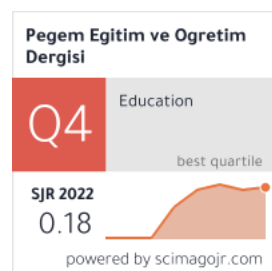 Pegem Egitim ve Ogretim
Dergisi
Q4
Education
best quartile
SJR 2022
0.18
powered by scimagojr.com